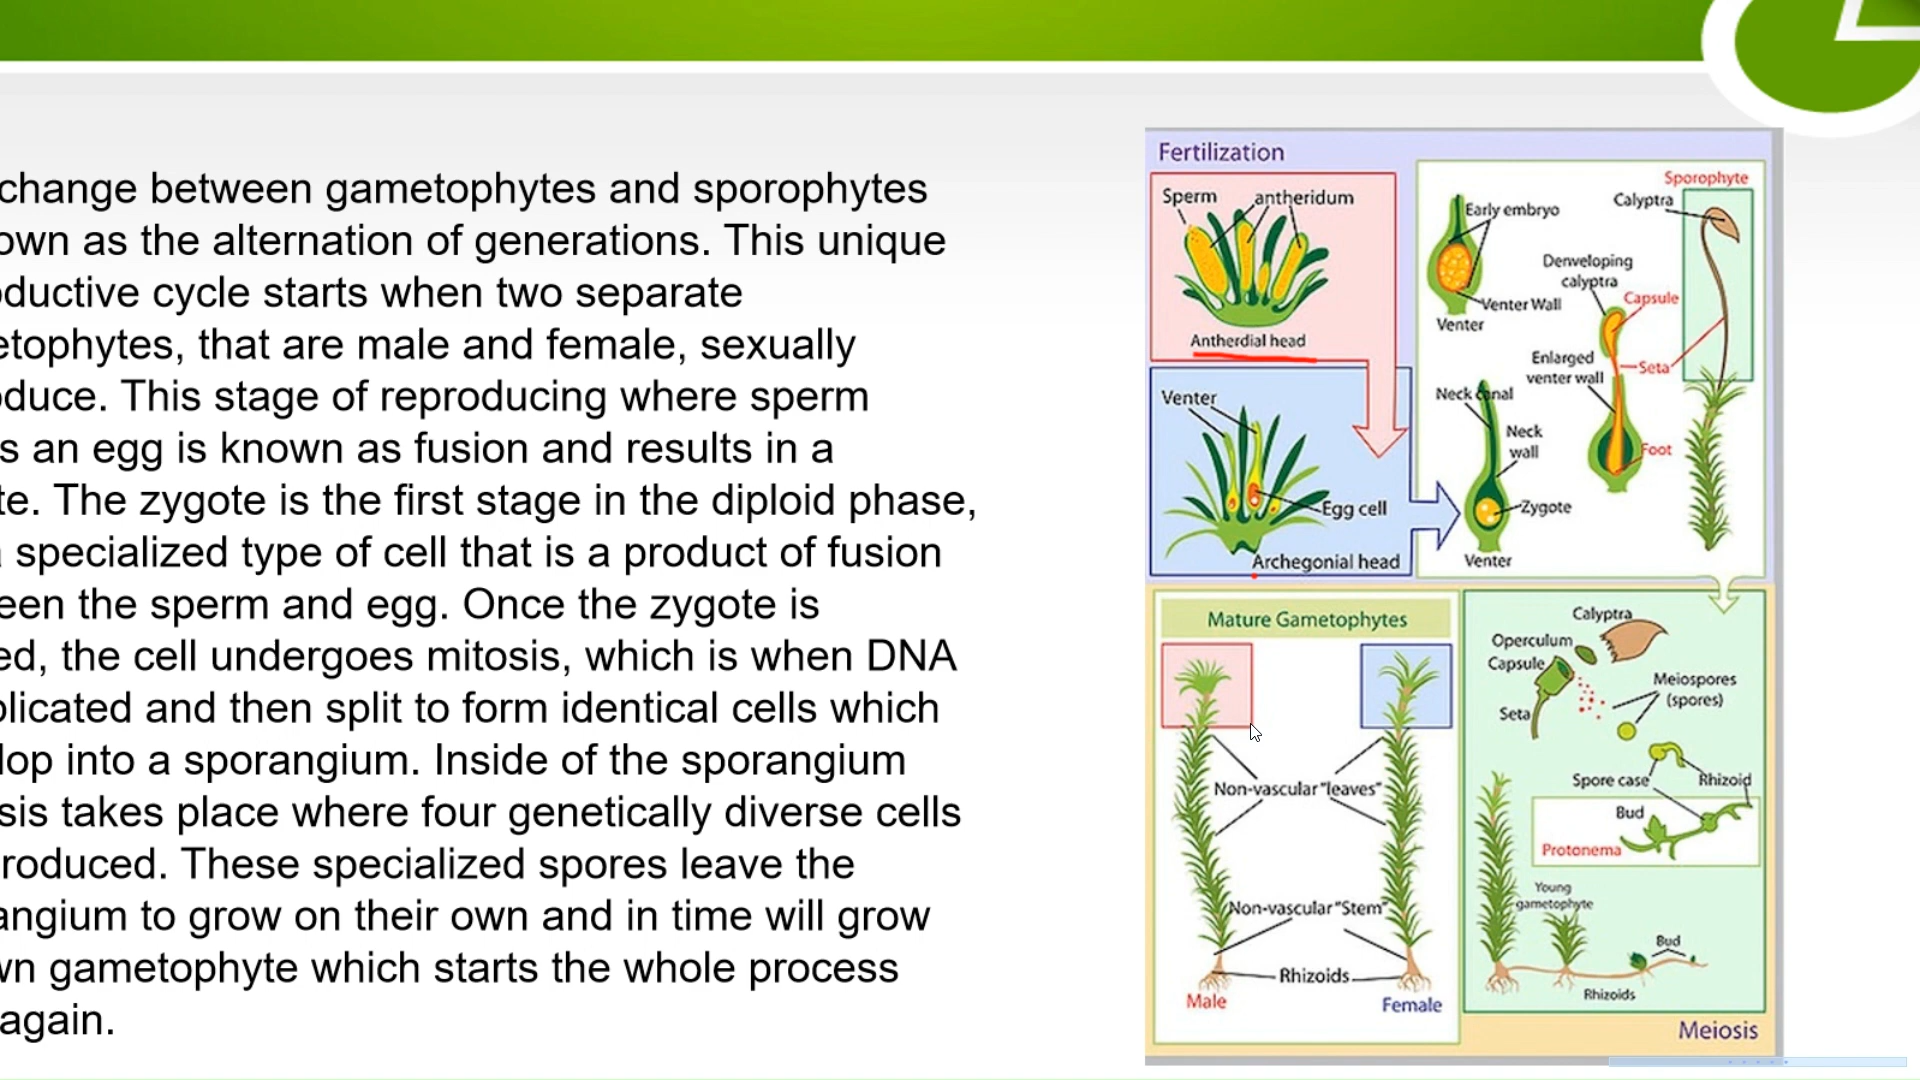 change between gametophytes and sporophytes
own as the alternation of generations. This unique
oductive cycle starts when two separate
etophytes, that are male and female, sexually
oduce. This stage of reproducing where sperm
s an egg is known as fusion and results in a
te. The zygote is the first stage in the diploid phase,
a specialized type of cell that is a product of fusion
een the sperm and egg. Once the zygote is
ed, the cell undergoes mitosis, which is when DNA
plicated and then split to form identical cells which
lop into a sporangium. Inside of the sporangium
sis takes place where four genetically diverse cells
roduced. These specialized spores leave the
angium to grow on their own and in time will grow
wn gametophyte which starts the whole process
again.
Fertilization
Sperm
antheridum
Antherdial head
Venter
Egg cell
Archegonial head
Sporophyte
Calyptra
Early embryo
Denveloping
calyptra
Capsule
Venter Wall
Venter
Enlarged
venter wall
Seta
Neck canal
Neck
wall
Foot
Zygote
Venter
Mature Gametophytes
Non-vascular "leaves"
Non-vascular "Stem"
Rhizoids
Male
Female
Calyptra
Operculum
Capsule
Meiospores
(spores)
Seta
Spore case
Rhizoid
Bud
Protonema
Young
gametophyte
Bud
Rhizoids
Meiosis